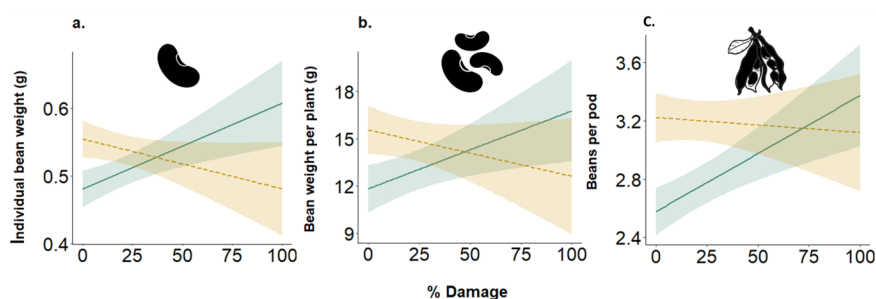 a.
b.
c.
Individual bean weight (g)
0.6
0.5
0.4
0 25 50 75 100
Bean weight per plant (g)
18
15
12
9
0 25 50 75 100
Beans per pod
3.6
3.2
2.8
2.4
0 25 50 75 100
% Damage